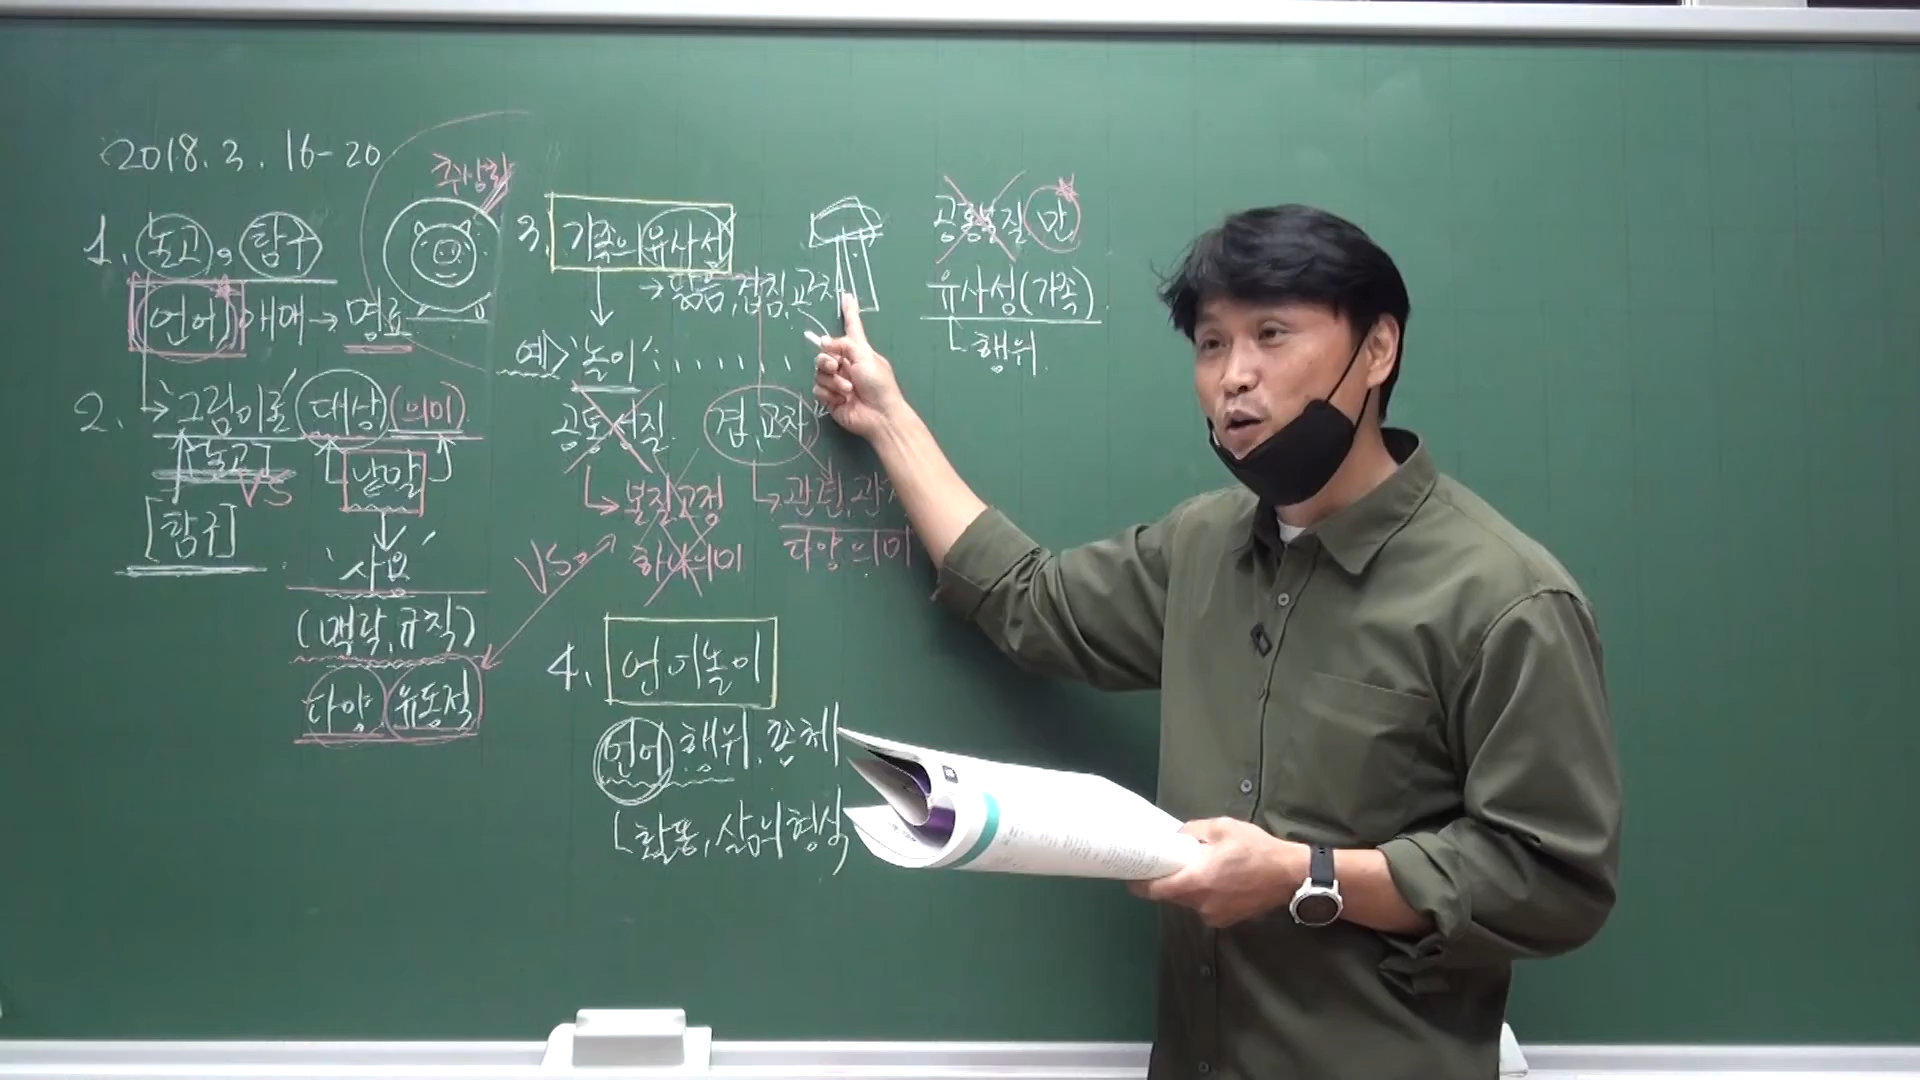 2018. 3. 16-20
추상화
1. 논고 탐구
언어 애매 → 명료
2. '그림이론' 대상 (의미)
[논고]
VS
[탐구]
낱말
'사용'
(맥락, 규칙)
다양 유동적
3. 가족의 유사성
→ 닮음, 겹침, 교차
예> '놀이' :
공통성질
겹, 교차
본질고정
하나의미
VS
관련,
다양의미
4. 언어놀이
언어 행위. 존체
활동, 삶의 형식
공통본질 만
유사성(가족)
행위